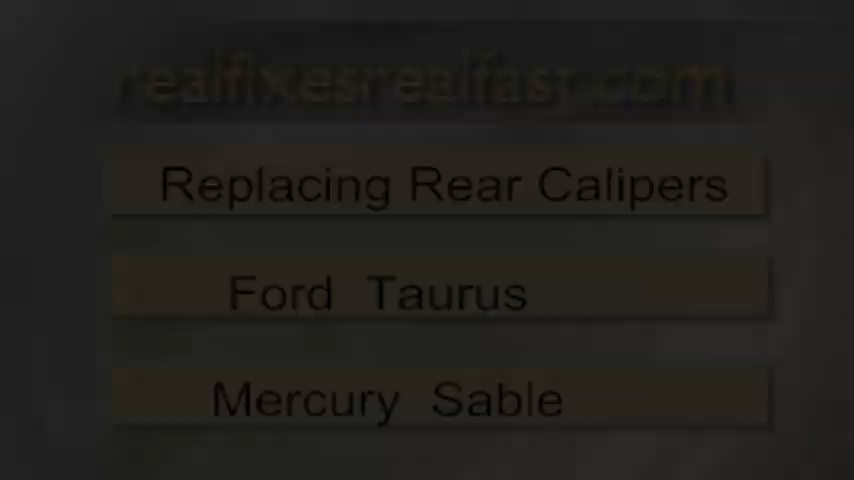 realfixesrealfast.com
Replacing Rear Calipers
Ford Taurus
Mercury Sable